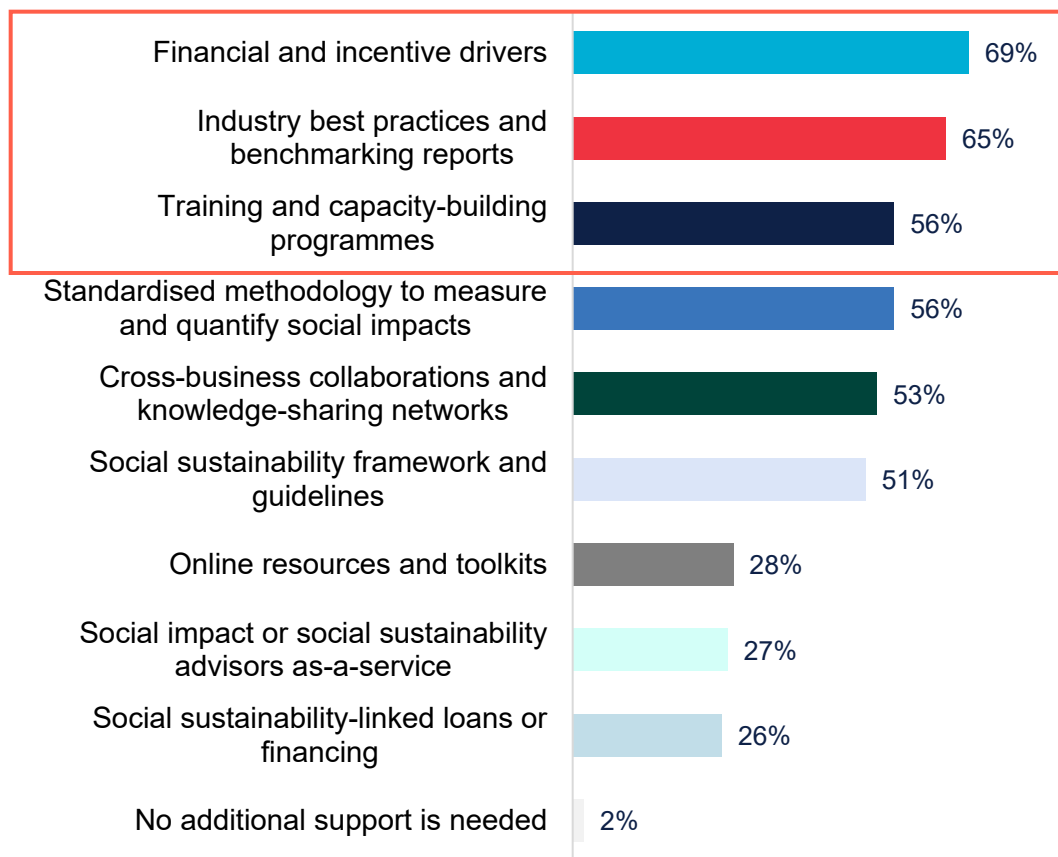 Financial and incentive drivers
69%
Industry best practices and
benchmarking reports
65%
Training and capacity-building
programmes
56%
Standardised methodology to measure
and quantify social impacts
56%
Cross-business collaborations and
knowledge-sharing networks
53%
Social sustainability framework and
guidelines
51%
Online resources and toolkits
28%
Social impact or social sustainability
advisors as-a-service
27%
Social sustainability-linked loans or
financing
26%
No additional support is needed
2%